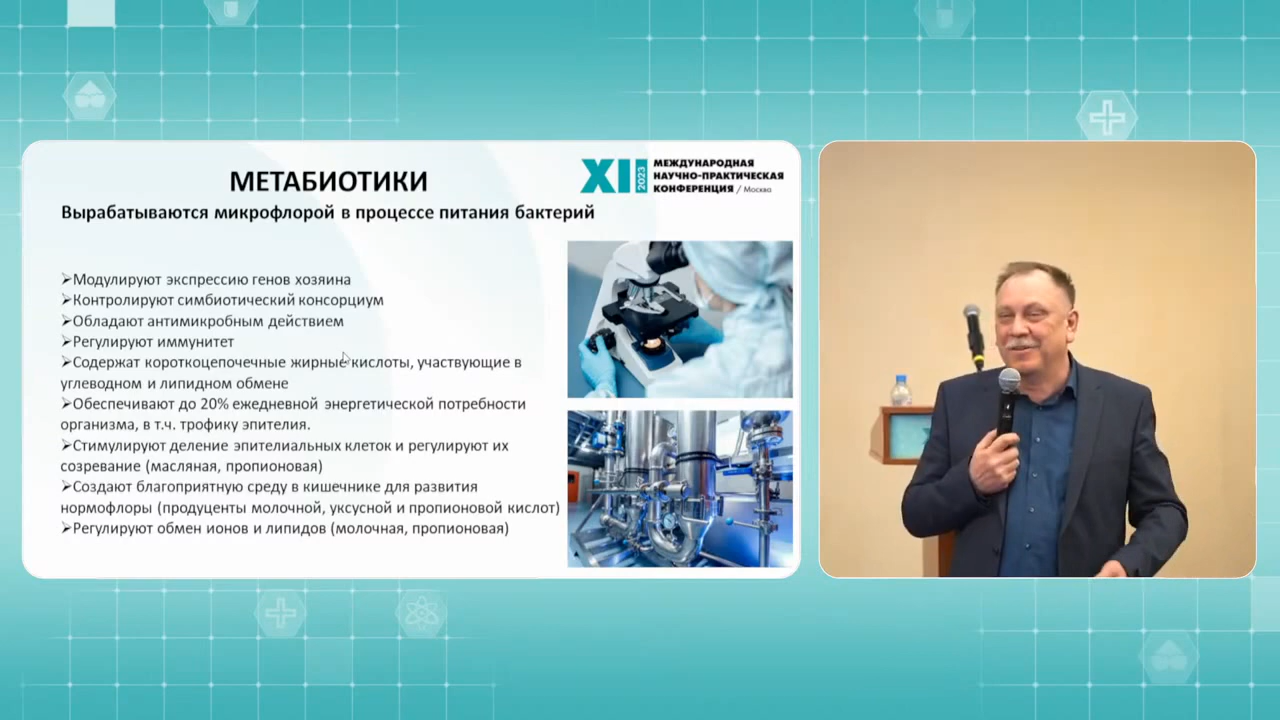 МЕТАБИОТИКИ
XII 2023 МЕЖДУНАРОДНАЯ
НАУЧНО-ПРАКТИЧЕСКАЯ
КОНФЕРЕНЦИЯ / Москва
Вырабатываются микрофлорой в процессе питания бактерий
➢Модулируют экспрессию генов хозяина
➢Контролируют симбиотический консорциум
➢Обладают антимикробным действием
➢Регулируют иммунитет
➢Содержат короткоцепочечные жирные кислоты, участвующие в
углеводном и липидном обмене
➢Обеспечивают до 20% ежедневной энергетической потребности
организма, в т.ч. трофику эпителия.
➢Стимулируют деление эпителиальных клеток и регулируют их
созревание (масляная, пропионовая)
➢Создают благоприятную среду в кишечнике для развития
нормофлоры (продуценты молочной, уксусной и пропионовой кислот)
➢Регулируют обмен ионов и липидов (молочная, пропионовая)